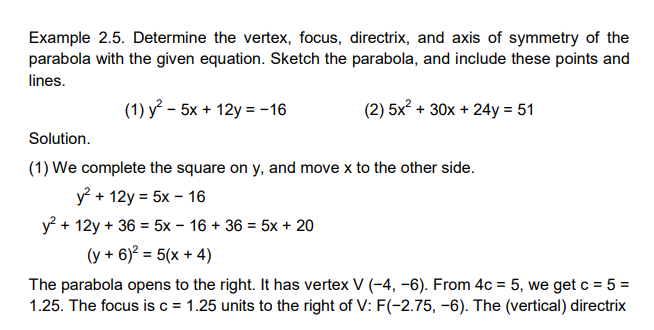 Example 2.5. Determine the vertex, focus, directrix, and axis of symmetry of the
parabola with the given equation. Sketch the parabola, and include these points and
lines.
(1) y² − 5x + 12y = −16 (2) 5x² + 30x + 24y = 51
Solution.
(1) We complete the square on y, and move x to the other side.
y² + 12y = 5x − 16
y² + 12y + 36 = 5x − 16 + 36 = 5x + 20
(y + 6)² = 5(x + 4)
The parabola opens to the right. It has vertex V (−4, −6). From 4c = 5, we get c = 5 =
1.25. The focus is c = 1.25 units to the right of V: F(−2.75, −6). The (vertical) directrix